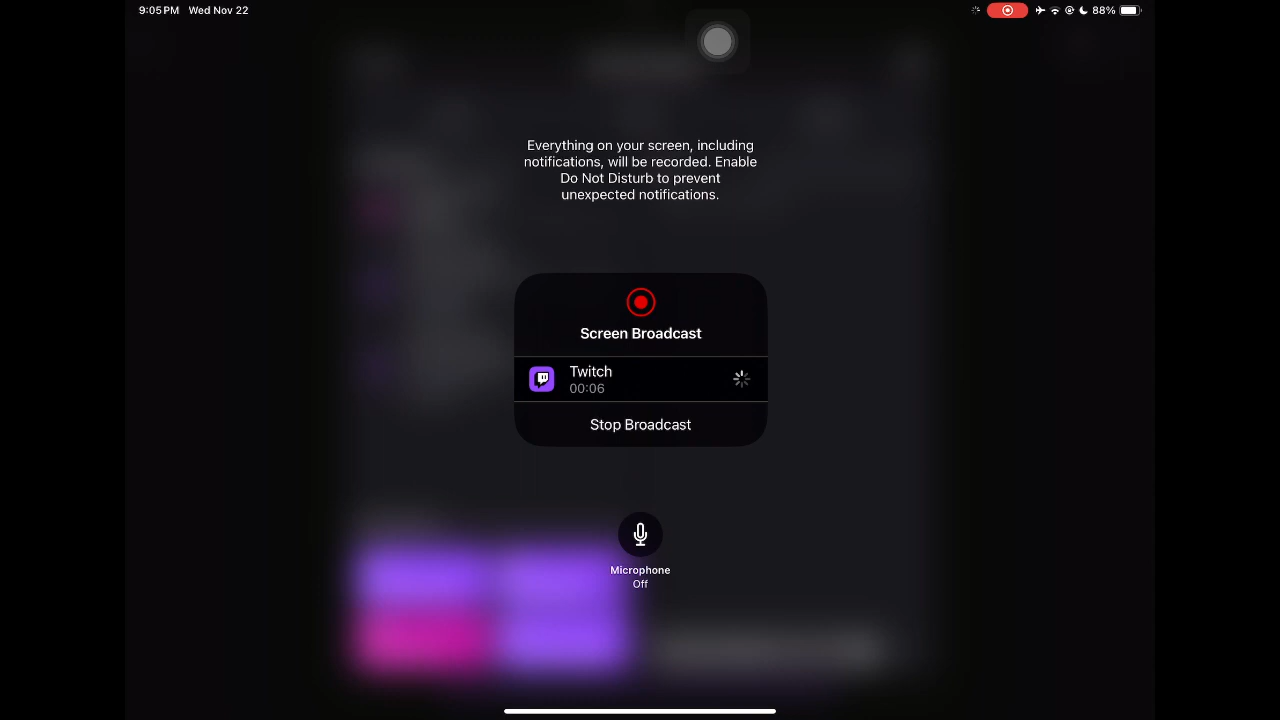 9:05 PM Wed Nov 22
88%
Everything on your screen, including
notifications, will be recorded. Enable
Do Not Disturb to prevent
unexpected notifications.
Screen Broadcast
Twitch
00:06
Stop Broadcast
Microphone
Off